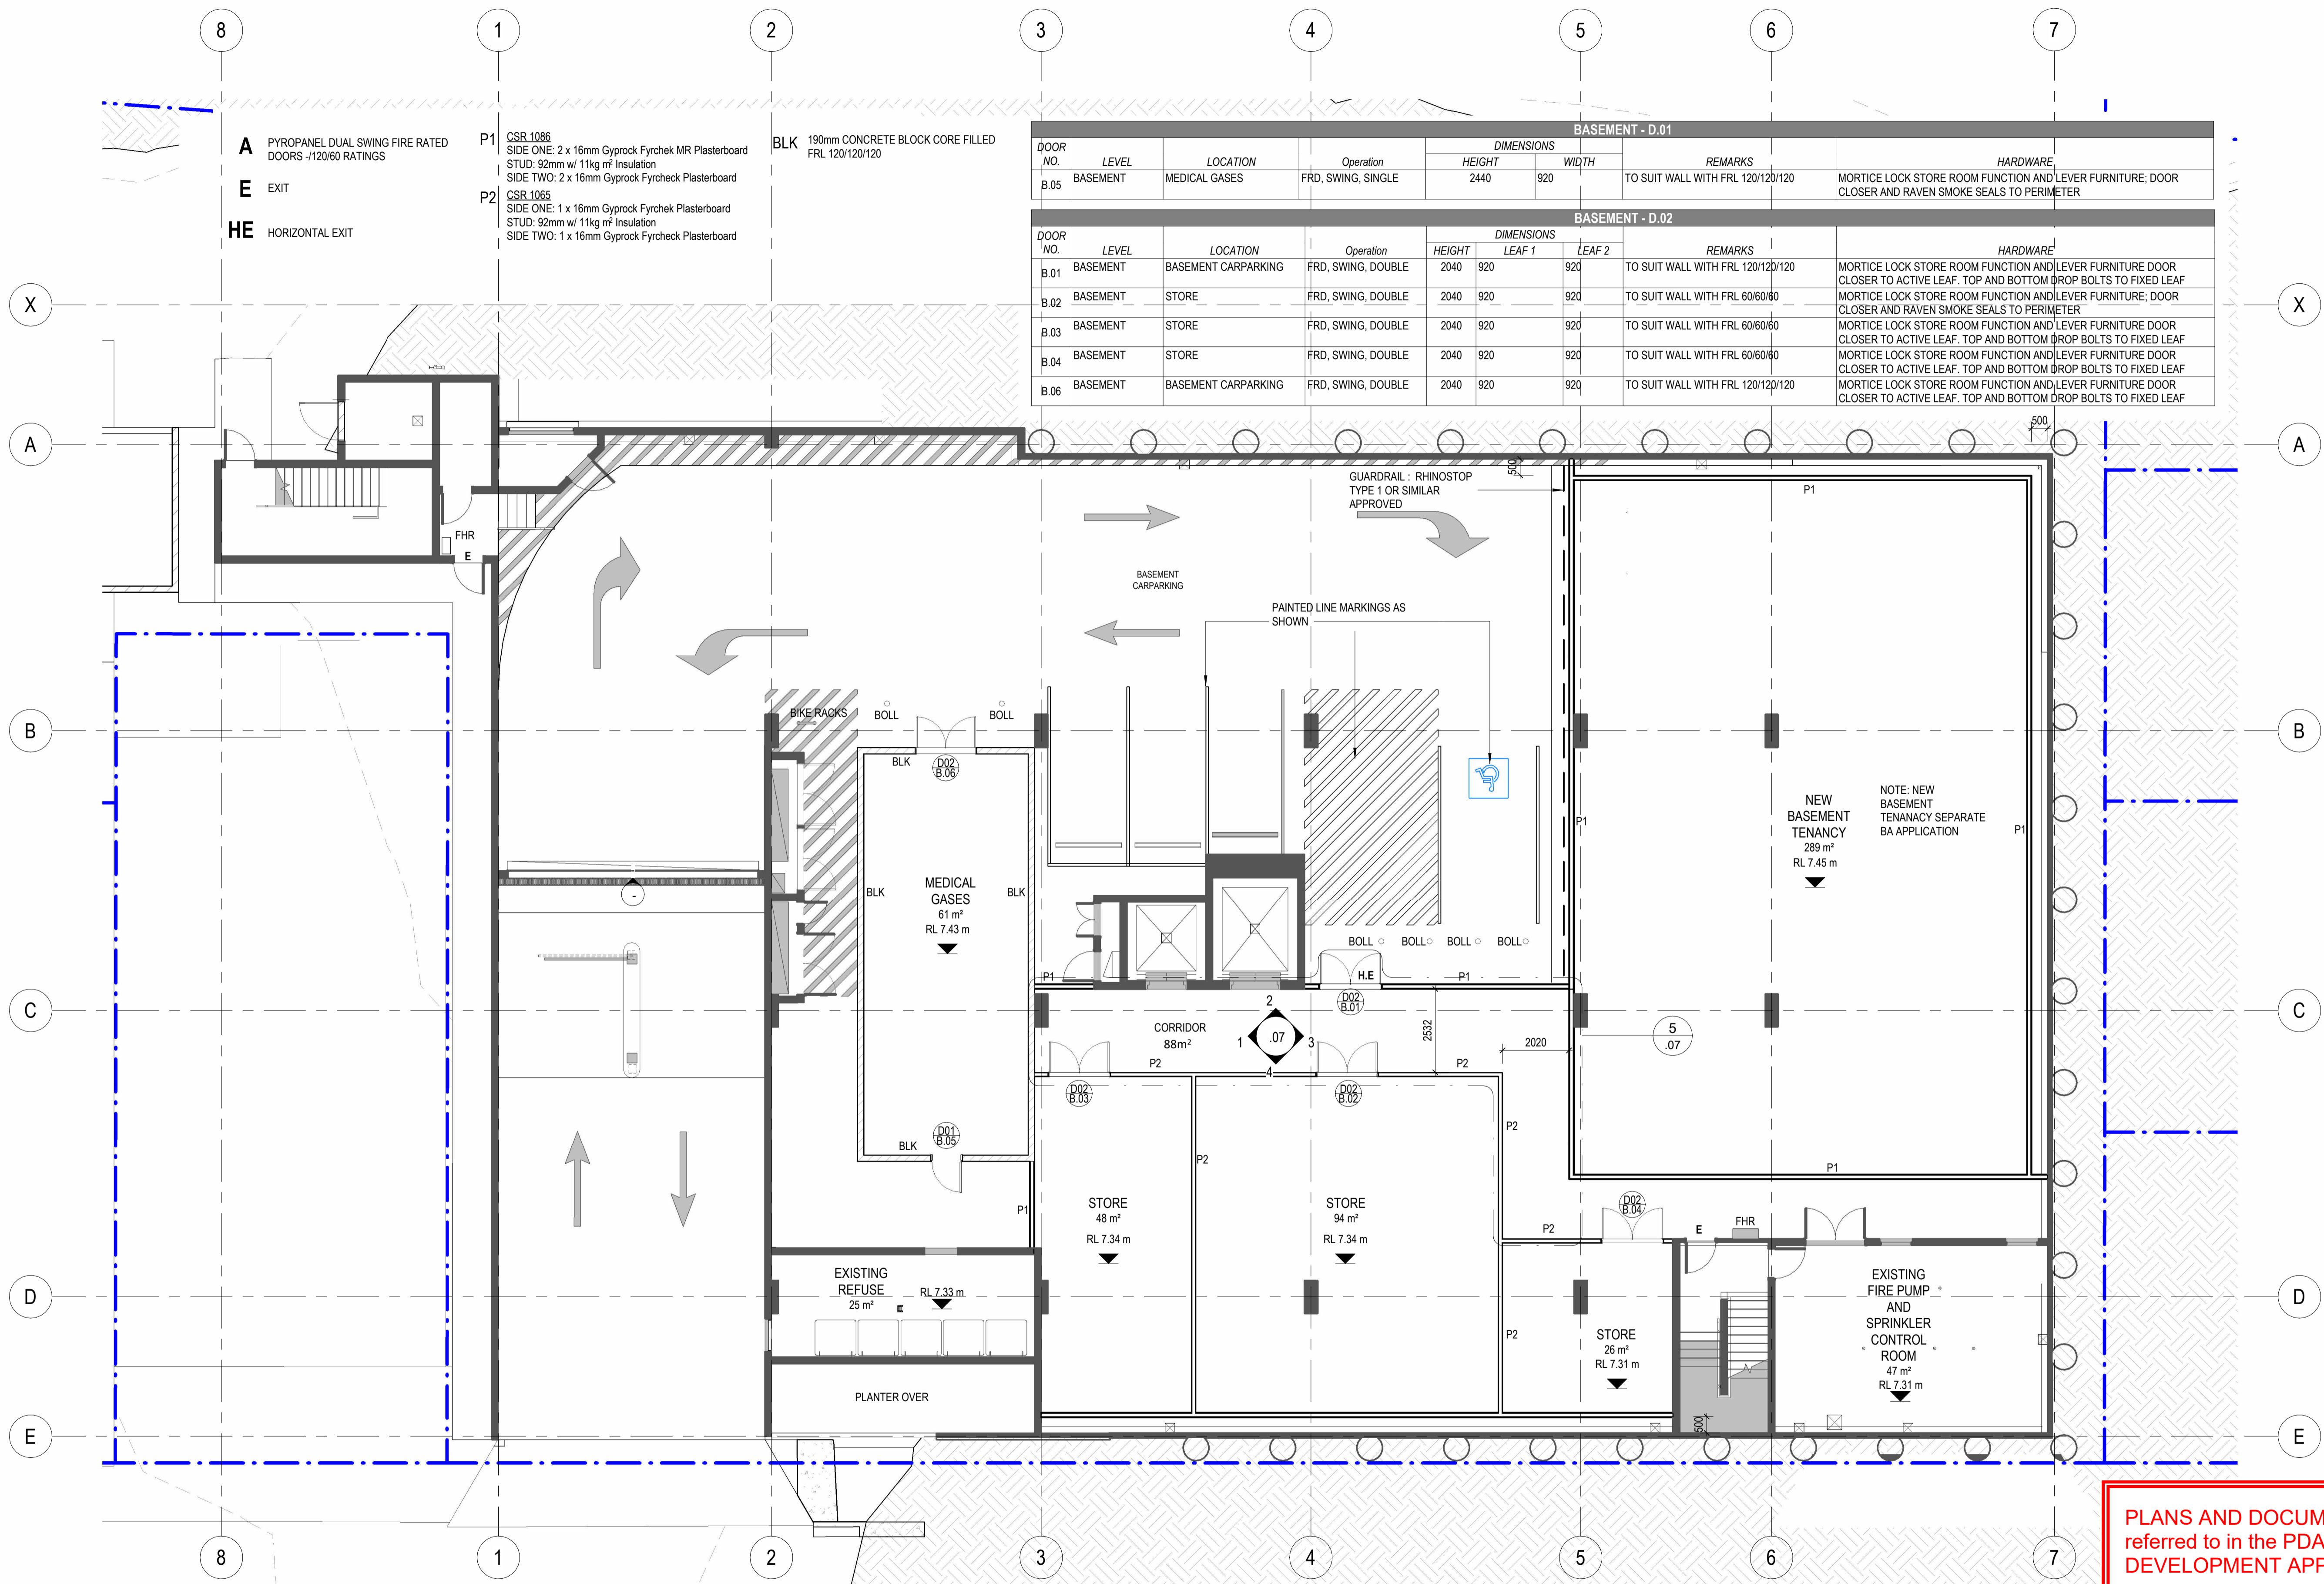 8
1
2
3
4
5
6
7
A PYROPANEL DUAL SWING FIRE RATED
DOORS -/120/60 RATINGS
E EXIT
HE HORIZONTAL EXIT
P1 CSR 1086
SIDE ONE: 2 x 16mm Gyprock Fyrchek MR Plasterboard
STUD: 92mm w/ 11kg m² Insulation
SIDE TWO: 2 x 16mm Gyprock Fyrcheck Plasterboard
P2 CSR 1065
SIDE ONE: 1 x 16mm Gyprock Fyrchek Plasterboard
STUD: 92mm w/ 11kg m² Insulation
SIDE TWO: 1 x 16mm Gyprock Fyrcheck Plasterboard
BLK 190mm CONCRETE BLOCK CORE FILLED
FRL 120/120/120
BASEMENT - D.01
DOOR NO. LEVEL LOCATION Operation DIMENSIONS HEIGHT WIDTH REMARKS HARDWARE
B.05 BASEMENT MEDICAL GASES FRD, SWING, SINGLE 2440 920 TO SUIT WALL WITH FRL 120/120/120 MORTICE LOCK STORE ROOM FUNCTION AND LEVER FURNITURE; DOOR
CLOSER AND RAVEN SMOKE SEALS TO PERIMETER
BASEMENT - D.02
DOOR NO. LEVEL LOCATION Operation DIMENSIONS HEIGHT LEAF 1 LEAF 2 REMARKS HARDWARE
B.01 BASEMENT BASEMENT CARPARKING FRD, SWING, DOUBLE 2040 920 920 TO SUIT WALL WITH FRL 120/120/120 MORTICE LOCK STORE ROOM FUNCTION AND LEVER FURNITURE DOOR
CLOSER TO ACTIVE LEAF. TOP AND BOTTOM DROP BOLTS TO FIXED LEAF
B.02 BASEMENT STORE FRD, SWING, DOUBLE 2040 920 920 TO SUIT WALL WITH FRL 60/60/60 MORTICE LOCK STORE ROOM FUNCTION AND LEVER FURNITURE; DOOR
CLOSER AND RAVEN SMOKE SEALS TO PERIMETER
B.03 BASEMENT STORE FRD, SWING, DOUBLE 2040 920 920 TO SUIT WALL WITH FRL 60/60/60 MORTICE LOCK STORE ROOM FUNCTION AND LEVER FURNITURE DOOR
CLOSER TO ACTIVE LEAF. TOP AND BOTTOM DROP BOLTS TO FIXED LEAF
B.04 BASEMENT STORE FRD, SWING, DOUBLE 2040 920 920 TO SUIT WALL WITH FRL 60/60/60 MORTICE LOCK STORE ROOM FUNCTION AND LEVER FURNITURE DOOR
CLOSER TO ACTIVE LEAF. TOP AND BOTTOM DROP BOLTS TO FIXED LEAF
B.06 BASEMENT BASEMENT CARPARKING FRD, SWING, DOUBLE 2040 920 920 TO SUIT WALL WITH FRL 120/120/120 MORTICE LOCK STORE ROOM FUNCTION AND LEVER FURNITURE DOOR
CLOSER TO ACTIVE LEAF. TOP AND BOTTOM DROP BOLTS TO FIXED LEAF
X
X
500
A
A
500
GUARDRAIL : RHINOSTOP
TYPE 1 OR SIMILAR
APPROVED
P1
FHR
E
BASEMENT
CARPARKING
PAINTED LINE MARKINGS AS
SHOWN
BIKE RACKS
BOLL
BOLL
B
B
BLK
D02
B.06
NEW
BASEMENT
TENANCY
289 m²
RL 7.45 m
NOTE: NEW
BASEMENT
TENANACY SEPARATE
BA APPLICATION
P1
P1
MEDICAL
GASES
61 m²
RL 7.43 m
BLK
BLK
-
BOLL
BOLL
BOLL
BOLL
P1
H.E
P1
D02
B.01
C
C
CORRIDOR
88m²
2
1
.07
3
4
2532
2020
5
.07
P2
P2
D02
B.03
D02
B.02
P2
D01
B.05
BLK
P2
P1
P1
STORE
48 m²
RL 7.34 m
STORE
94 m²
RL 7.34 m
D02
B.04
P2
E
FHR
EXISTING
REFUSE
25 m²
RL 7.33 m
D
D
EXISTING
FIRE PUMP
AND
SPRINKLER
CONTROL
ROOM
47 m²
RL 7.31 m
P2
STORE
26 m²
RL 7.31 m
PLANTER OVER
500
E
E
PLANS AND DOCUM
referred to in the PDA
DEVELOPMENT APP
8
1
2
3
4
5
6
7